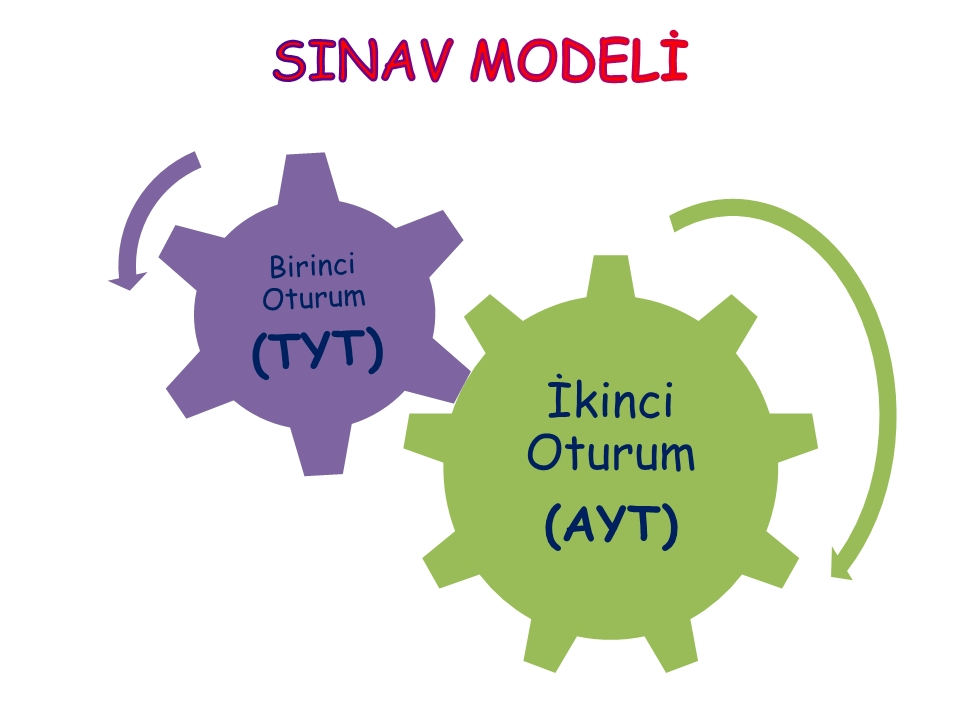 SINAV MODELİ
Birinci
Oturum
(TYT)
İkinci
Oturum
(AYT)